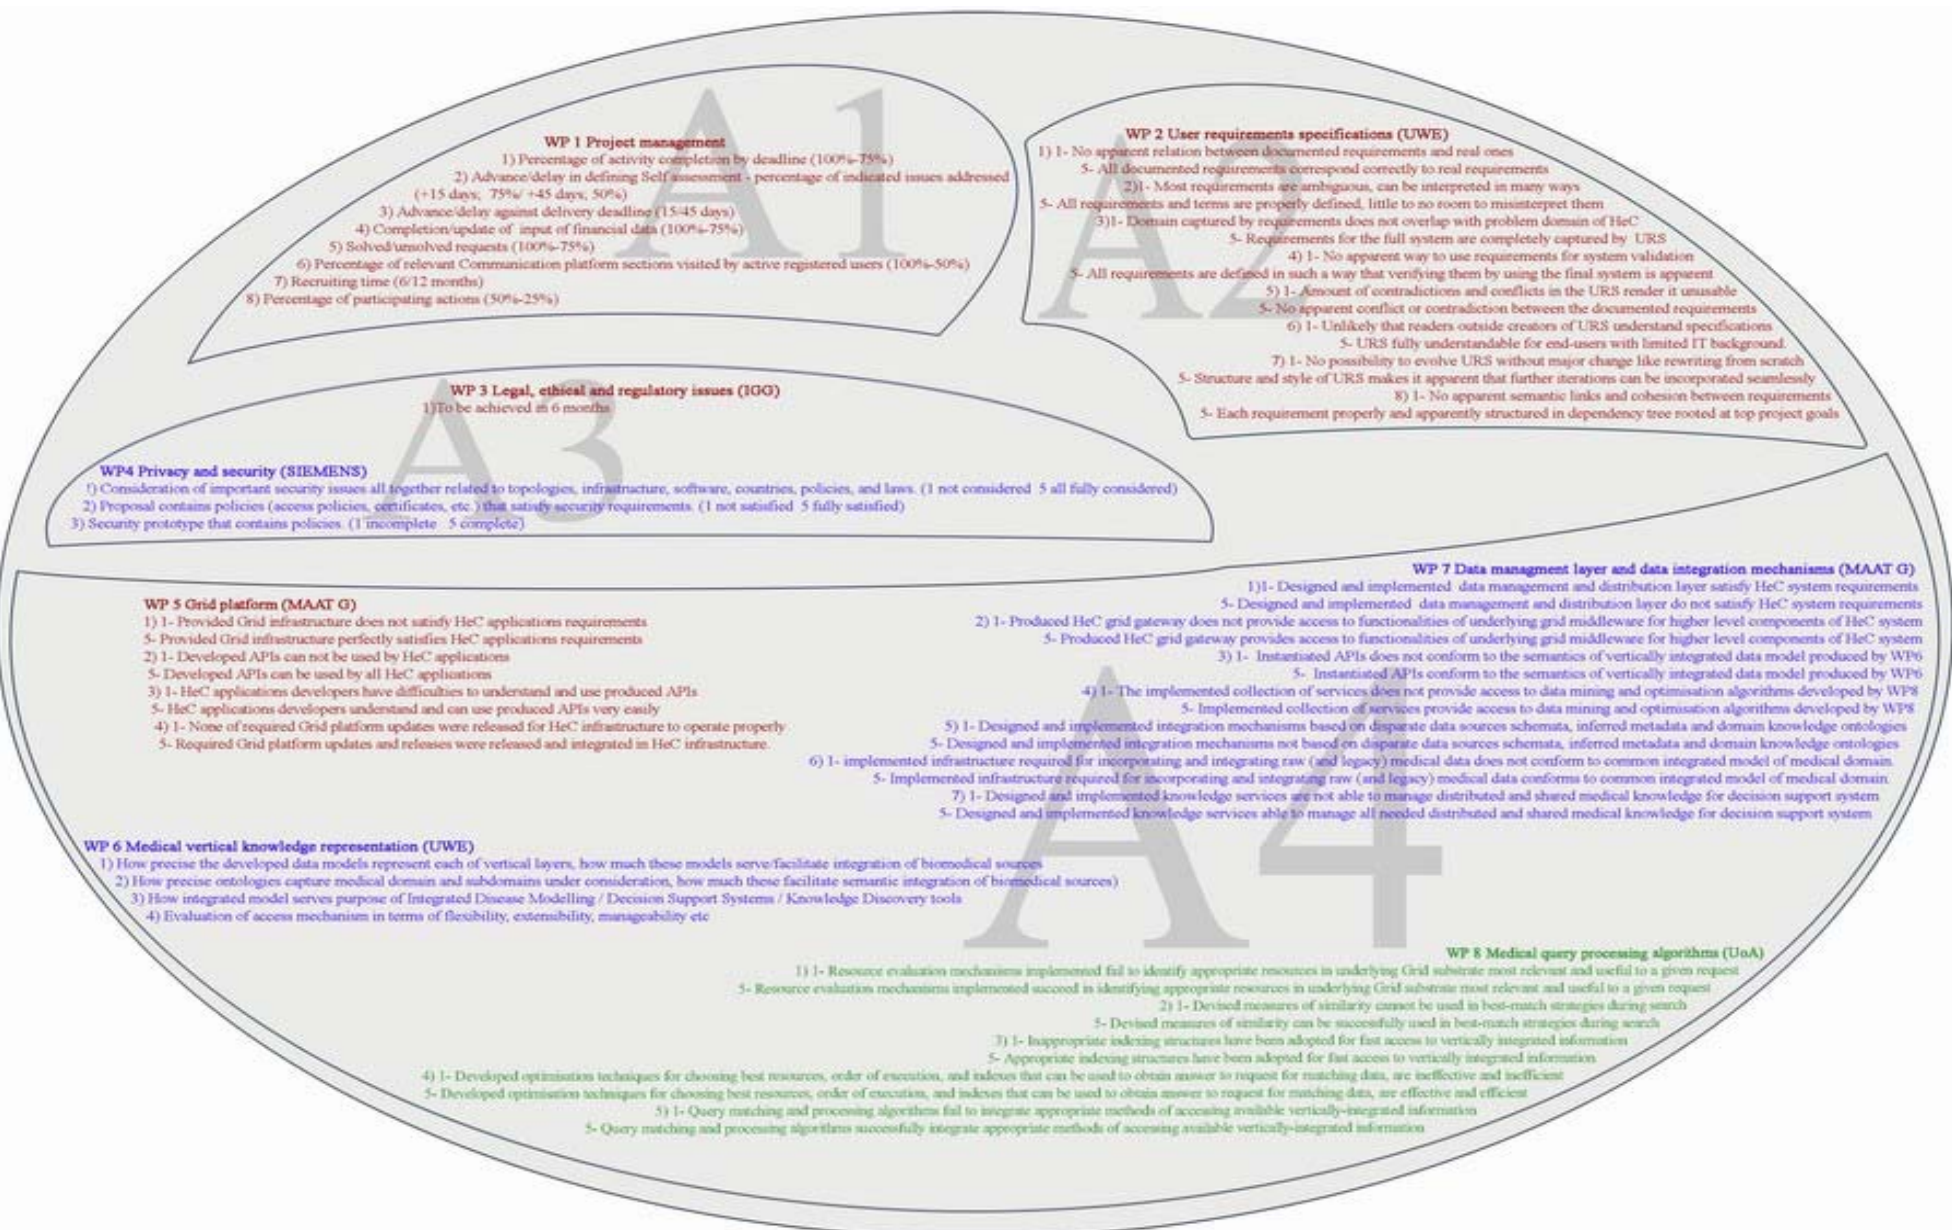 A1
WP 1 Project management
1) Percentage of activity completion by deadline (100%-75%)
2) Advance/delay in defining Self assessment - percentage of indicated issues addressed
(+15 days, 75%/ +45 days, 50%)
3) Advance/delay against delivery deadline (15/45 days)
4) Completion/update of input of financial data (100%-75%)
5) Solved/unsolved requests (100%-75%)
6) Percentage of relevant Communication platform sections visited by active registered users (100%-50%)
7) Recruiting time (6/12 months)
8) Percentage of participating actions (50%-25%)
A2
WP 2 User requirements specifications (UWE)
1) 1- No apparent relation between documented requirements and real ones
5- All documented requirements correspond correctly to real requirements
2)1- Most requirements are ambiguous, can be interpreted in many ways
5- All requirements and terms are properly defined, little to no room to misinterpret them
3)1- Domain captured by requirements does not overlap with problem domain of HeC
5- Requirements for the full system are completely captured by URS
4) 1- No apparent way to use requirements for system validation
5- All requirements are defined in such a way that verifying them by using the final system is apparent
5) 1- Amount of contradictions and conflicts in the URS render it unusable
5- No apparent conflict or contradiction between the documented requirements
6) 1- Unlikely that readers outside creators of URS understand specifications
5- URS fully understandable for end-users with limited IT background.
7) 1- No possibility to evolve URS without major change like rewriting from scratch
5- Structure and style of URS makes it apparent that further iterations can be incorporated seamlessly
8) 1- No apparent semantic links and cohesion between requirements
5- Each requirement properly and apparently structured in dependency tree rooted at top project goals
A3
WP 3 Legal, ethical and regulatory issues (IGG)
1)To be achieved in 6 months
WP4 Privacy and security (SIEMENS)
!) Consideration of important security issues all together related to topologies, infrastructure, software, countries, policies, and laws. (1 not considered 5 all fully considered)
2) Proposal contains policies (access policies, certificates, etc.) that satisfy security requirements. (1 not satisfied 5 fully satisfied)
3) Security prototype that contains policies. (1 incomplete 5 complete)
A4
WP 5 Grid platform (MAAT G)
1) 1- Provided Grid infrastructure does not satisfy HeC applications requirements
5- Provided Grid infrastructure perfectly satisfies HeC applications requirements
2) 1- Developed APIs can not be used by HeC applications
5- Developed APIs can be used by all HeC applications
3) 1- HeC applications developers have difficulties to understand and use produced APIs
5- HeC applications developers understand and can use produced APIs very easily
4) 1- None of required Grid platform updates were released for HeC infrastructure to operate properly
5- Required Grid platform updates and releases were released and integrated in HeC infrastructure.
WP 7 Data managment layer and data integration mechanisms (MAAT G)
1)1- Designed and implemented data management and distribution layer satisfy HeC system requirements
5- Designed and implemented data management and distribution layer do not satisfy HeC system requirements
2) 1- Produced HeC grid gateway does not provide access to functionalities of underlying grid middleware for higher level components of HeC system
5- Produced HeC grid gateway provides access to functionalities of underlying grid middleware for higher level components of HeC system
3) 1- Instantiated APIs does not conform to the semantics of vertically integrated data model produced by WP6
5- Instantiated APIs conform to the semantics of vertically integrated data model produced by WP6
4) 1- The implemented collection of services does not provide access to data mining and optimisation algorithms developed by WP8
5- Implemented collection of services provide access to data mining and optimisation algorithms developed by WP8
5) 1- Designed and implemented integration mechanisms based on disparate data sources schemata, inferred metadata and domain knowledge ontologies
5- Designed and implemented integration mechanisms not based on disparate data sources schemata, inferred metadata and domain knowledge ontologies
6) 1- implemented infrastructure required for incorporating and integrating raw (and legacy) medical data does not conform to common integrated model of medical domain.
5- Implemented infrastructure required for incorporating and integrating raw (and legacy) medical data conforms to common integrated model of medical domain.
7) 1- Designed and implemented knowledge services are not able to manage distributed and shared medical knowledge for decision support system
5- Designed and implemented knowledge services able to manage all needed distributed and shared medical knowledge for decision support system
WP 6 Medical vertical knowledge representation (UWE)
1) How precise the developed data models represent each of vertical layers, how much these models serve/facilitate integration of biomedical sources
2) How precise ontologies capture medical domain and subdomains under consideration, how much these facilitate semantic integration of biomedical sources)
3) How integrated model serves purpose of Integrated Disease Modelling / Decision Support Systems / Knowledge Discovery tools
4) Evaluation of access mechanism in terms of flexibility, extensibility, manageability etc
WP 8 Medical query processing algorithms (UoA)
1) 1- Resource evaluation mechanisms implemented fail to identify appropriate resources in underlying Grid substrate most relevant and useful to a given request
5- Resource evaluation mechanisms implemented succeed in identifying appropriate resources in underlying Grid substrate most relevant and useful to a given request
2) 1- Devised measures of similarity cannot be used in best-match strategies during search
5- Devised measures of similarity can be successfully used in best-match strategies during search
3) 1- Inappropriate indexing structures have been adopted for fast access to vertically integrated information
5- Appropriate indexing structures have been adopted for fast access to vertically integrated information
4) 1- Developed optimisation techniques for choosing best resources, order of execution, and indexes that can be used to obtain answer to request for matching data, are ineffective and inefficient
5- Developed optimisation techniques for choosing best resources, order of execution, and indexes that can be used to obtain answer to request for matching data, are effective and efficient
5) 1- Query matching and processing algorithms fail to integrate appropriate methods of accessing available vertically-integrated information
5- Query matching and processing algorithms successfully integrate appropriate methods of accessing available vertically-integrated information